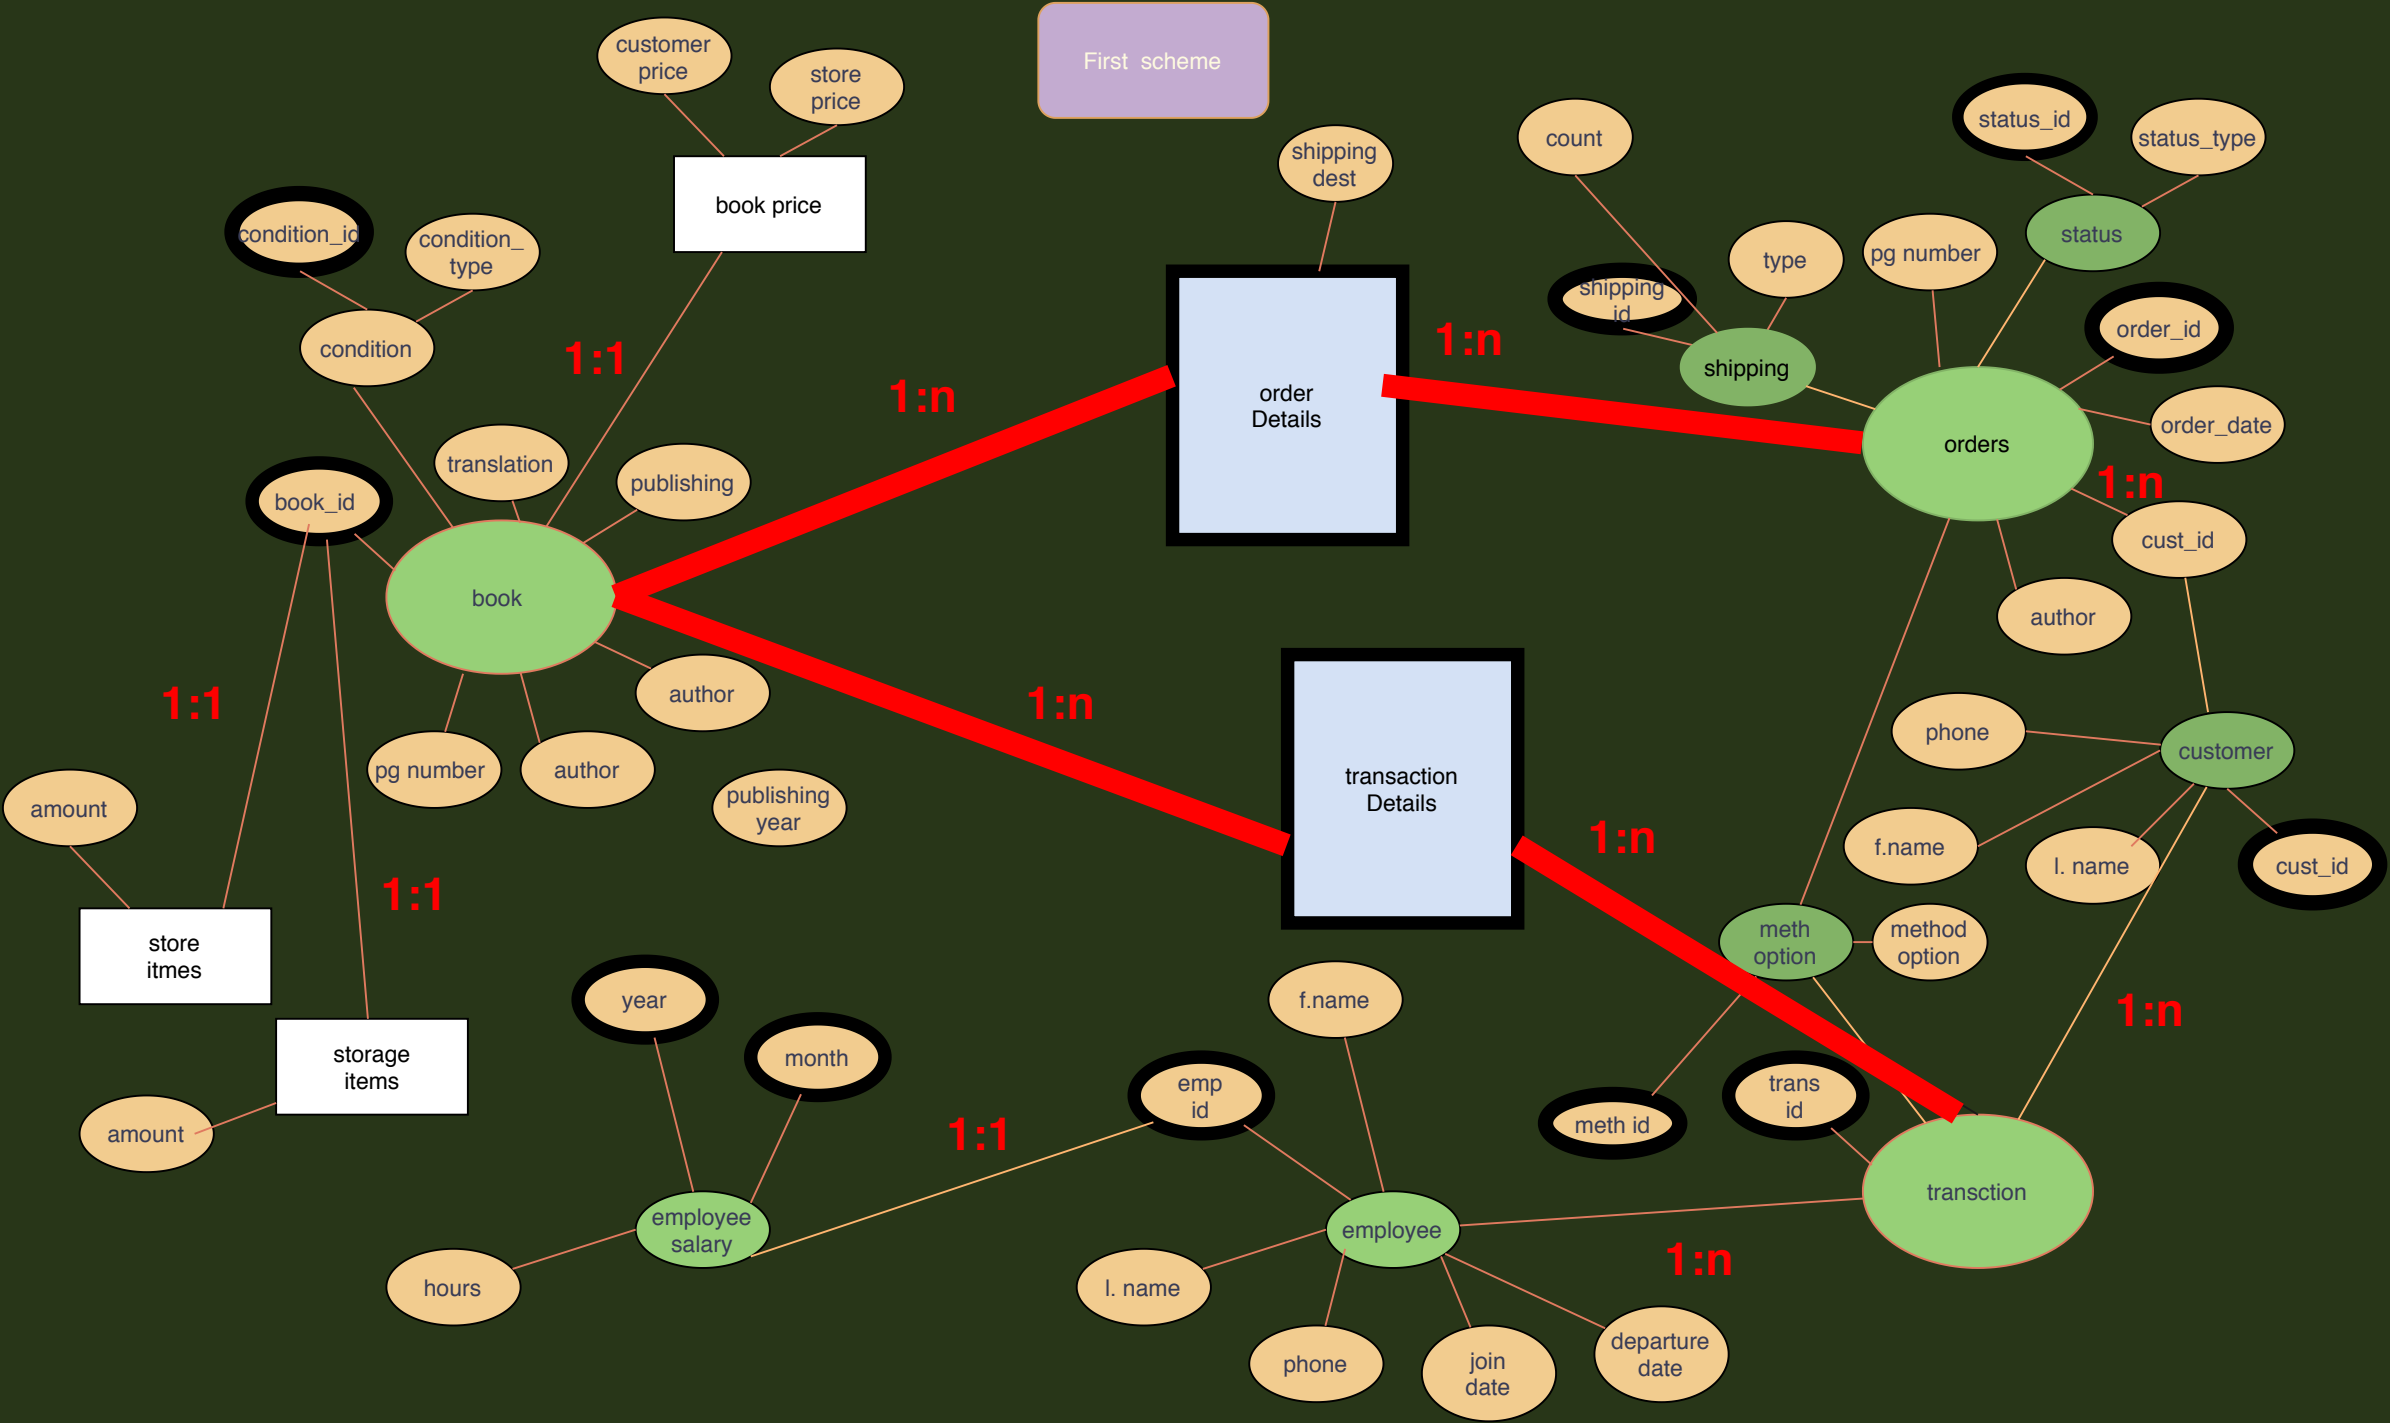 First  scheme
customer
price
store
price
book price
condition_id
condition_
type
condition
1:1
1:n
translation
publishing
book_id
book
author
pg number
author
publishing
year
1:1
1:1
amount
store
itmes
storage
items
amount
shipping
dest
order
Details
1:n
1:n
transaction
Details
1:n
count
shipping
id
type
shipping
pg number
status_id
status_type
status
order_id
order_date
orders
1:n
cust_id
author
phone
customer
f.name
l. name
cust_id
meth
option
method
option
1:n
meth id
trans
id
transction
1:n
year
month
employee
salary
hours
1:1
emp
id
f.name
employee
l. name
phone
join
date
departure
date